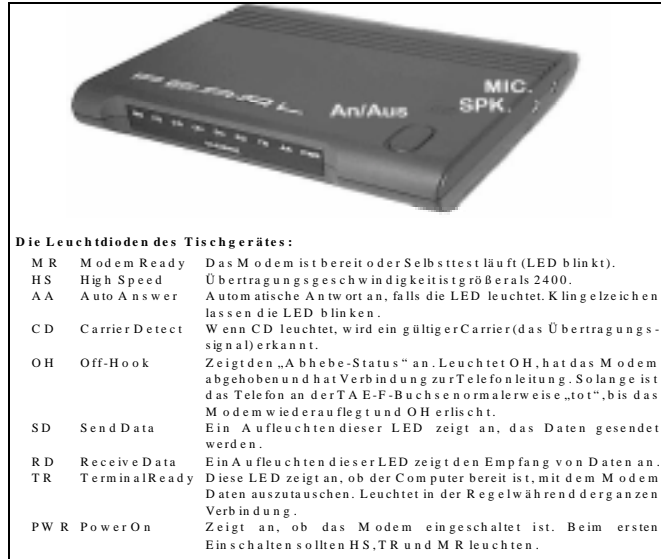 MIC.
An/Aus SPK.
Die Leuchtdioden des Tischgerätes:
MR Modem Ready Das Modem ist bereit oder Selbsttest läuft (LED blinkt).
HS High Speed Übertragungsgeschwindigkeit ist größer als 2400.
AA Auto Answer Automatische Antwort an, falls die LED leuchtet. Klingelzeichen
lassen die LED blinken.
CD Carrier Detect Wenn CD leuchtet, wird ein gültiger Carrier (das Übertragungs-
signal) erkannt.
OH Off-Hook Zeigt den „Abhebe-Status“ an. Leuchtet OH, hat das Modem
abgehoben und hat Verbindung zur Telefonleitung. Solange ist
das Telefon an der TAE-F-Buchse normalerweise „tot“, bis das
Modem wieder auflegt und OH erlischt.
SD Send Data Ein Aufleuchten dieser LED zeigt an, das Daten gesendet
werden.
RD Receive Data Ein Aufleuchten dieser LED zeigt den Empfang von Daten an.
TR Terminal Ready Diese LED zeigt an, ob der Computer bereit ist, mit dem Modem
Daten auszutauschen. Leuchtet in der Regel während der ganzen
Verbindung.
PWR Power On Zeigt an, ob das Modem eingeschaltet ist. Beim ersten
Einschalten sollten HS, TR und MR leuchten.